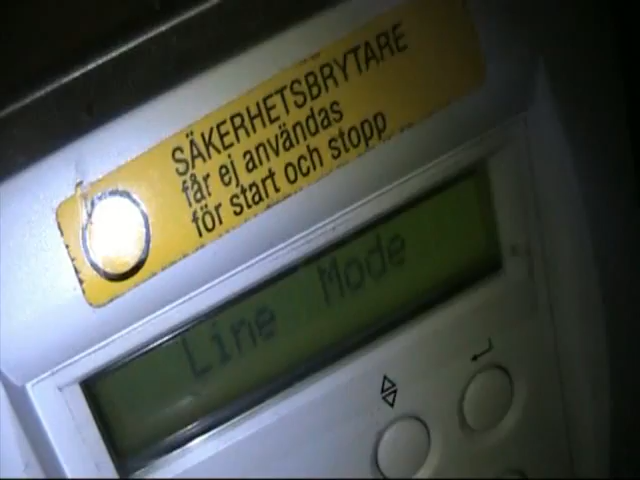 SÄKERHETSBRYTARE
får ej användas
för start och stopp
Line Mode